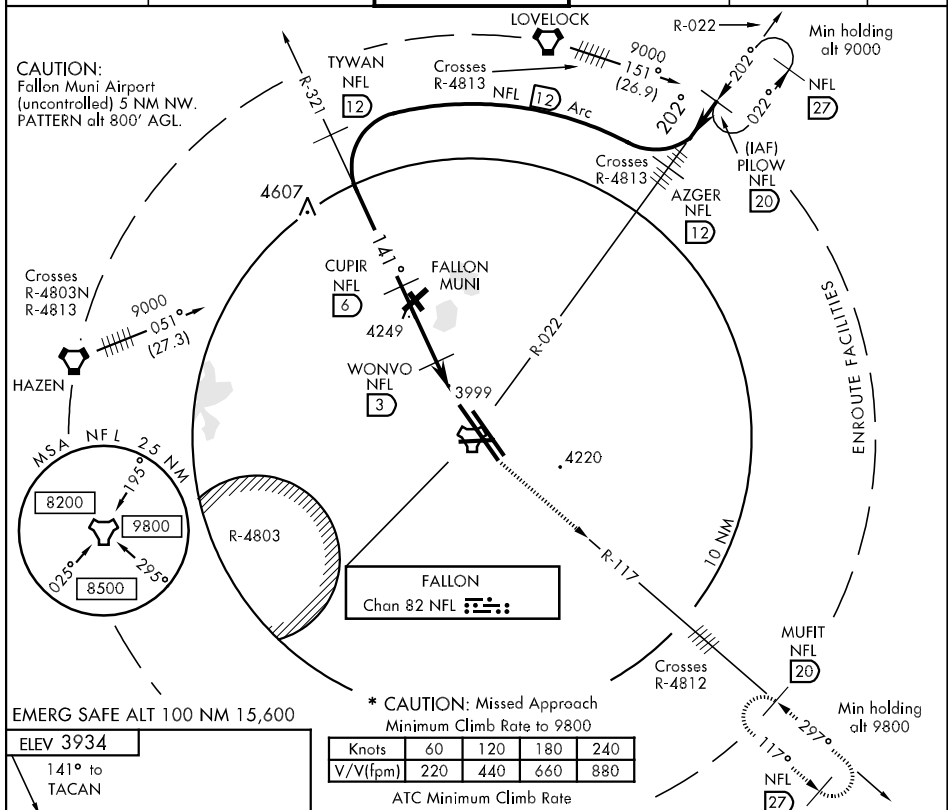 LOVELOCK
R-022
Min holding
alt 9000
CAUTION:
Fallon Muni Airport
(uncontrolled) 5 NM NW.
PATTERN alt 800' AGL.
R-321
TYWAN
NFL
12
Crosses
R-4813
9000
151°
(26.9)
NFL 12 Arc
202°
202°
022°
NFL
27
(IAF)
PILOW
NFL
20
Crosses
R-4813
AZGER
NFL
12
4607
141°
CUPIR
NFL
6
FALLON
MUNI
4249
Crosses
R-4803N
R-4813
9000
051°
(27.3)
HAZEN
R-022
ENROUTE FACILITIES
WONVO
NFL
3
3999
4220
MSA NFL 25 NM
195°
8200
9800
025°
295°
8500
R-4803
10 NM
R-117
FALLON
Chan 82 NFL
Crosses
R-4812
MUFIT
NFL
20
Min holding
alt 9800
297°
117°
NFL
27
EMERG SAFE ALT 100 NM 15,600
* CAUTION: Missed Approach
Minimum Climb Rate to 9800
Knots 60 120 180 240
V/V(fpm) 220 440 660 880
ATC Minimum Climb Rate
ELEV 3934
141° to
TACAN